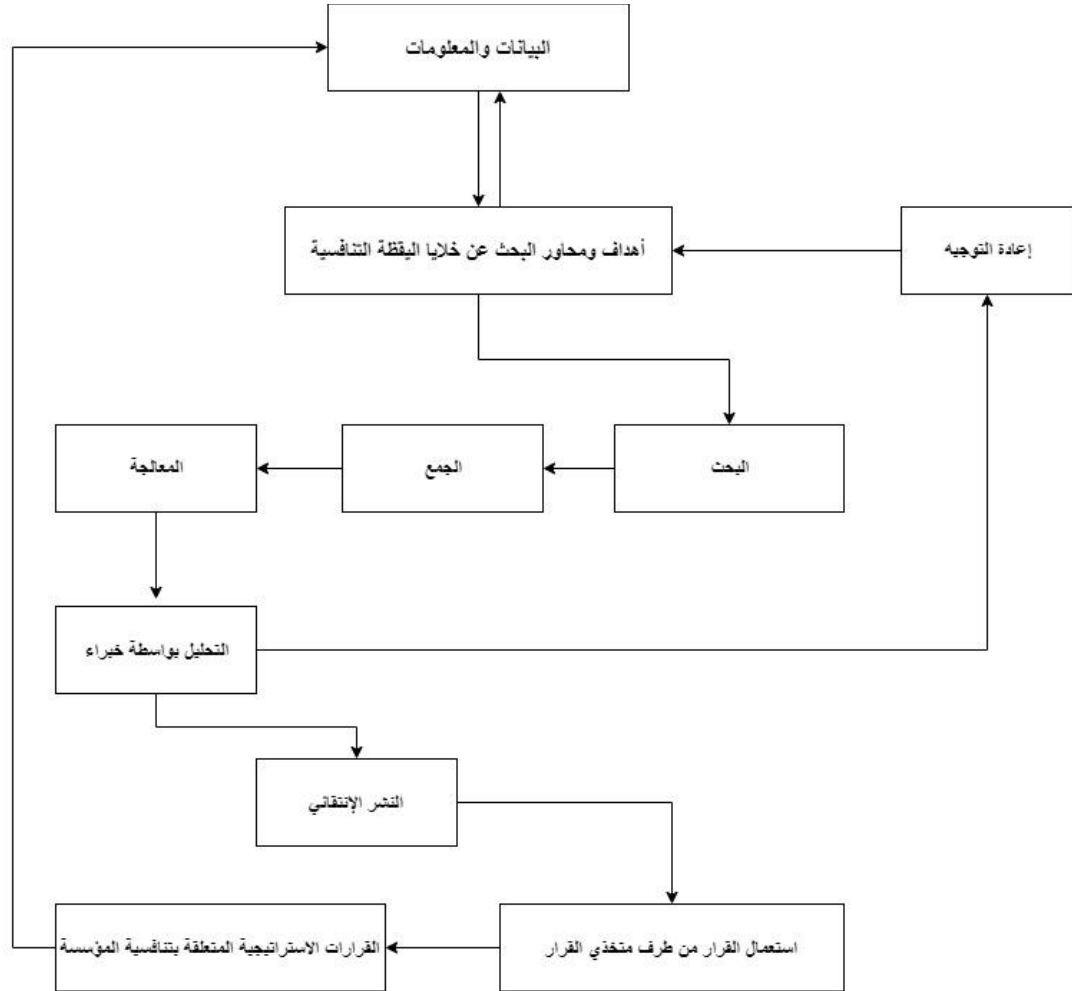 البيانات والمعلومات
أهداف ومحاور البحث عن خلايا اليقظة التنافسية
إعادة التوجيه
البحث
الجمع
المعالجة
التحليل بواسطة خبراء
النشر الإنتقائي
استعمال القرار من طرف متخذي القرار
القرارات الاستراتيجية المتعلقة بتنافسية المؤسسة